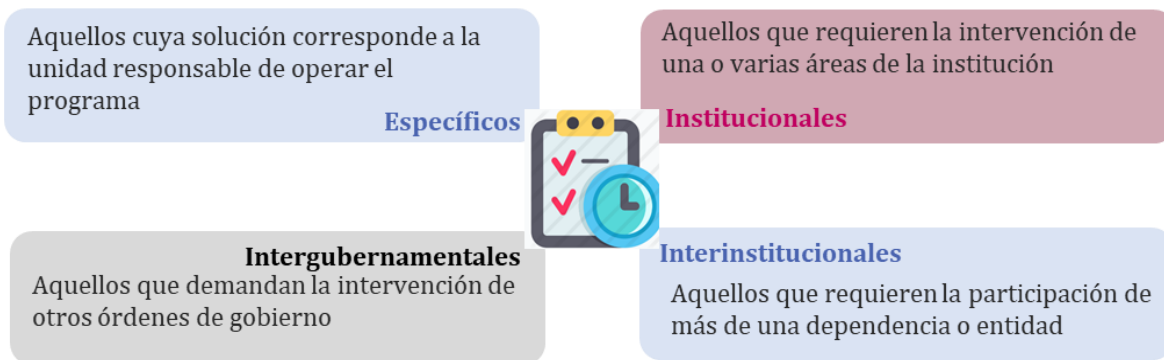 Aquellos cuya solución corresponde a la
unidad responsable de operar el
programa
Específicos
Aquellos que requieren la intervención de
una o varias áreas de la institución
Institucionales
Intergubernamentales
Aquellos que demandan la intervención de
otros órdenes de gobierno
Interinstitucionales
Aquellos que requieren la participación de
más de una dependencia o entidad